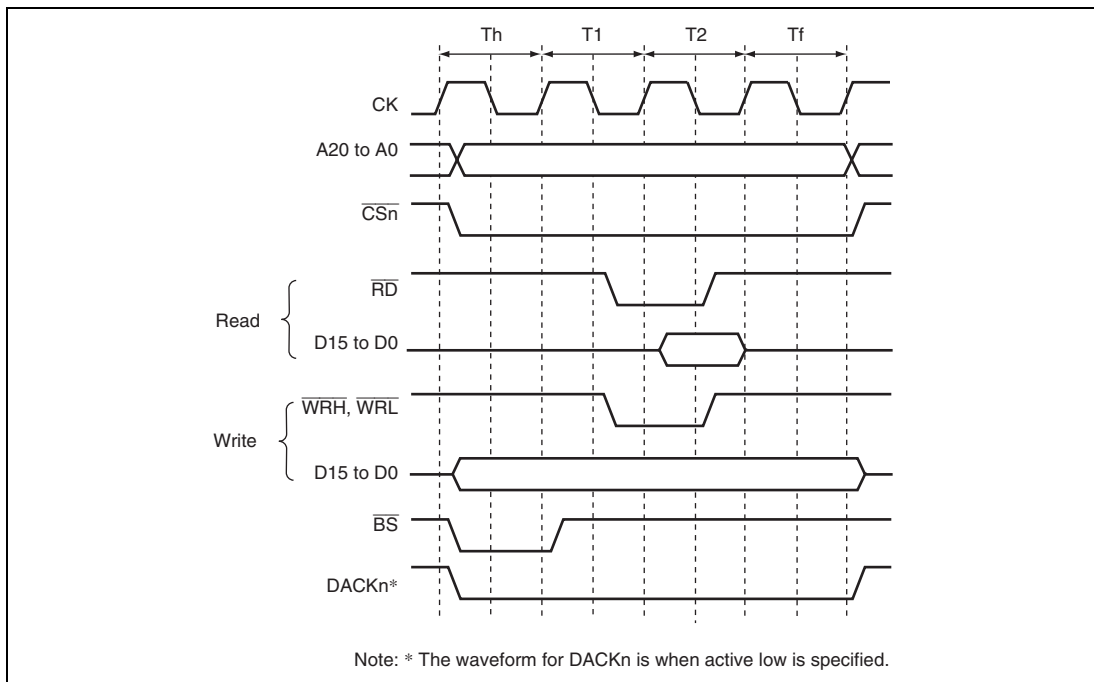 Th T1 T2 Tf
CK
A20 to A0
CSn
RD
Read
D15 to D0
WRH, WRL
Write
D15 to D0
BS
DACKn*
Note: * The waveform for DACKn is when active low is specified.